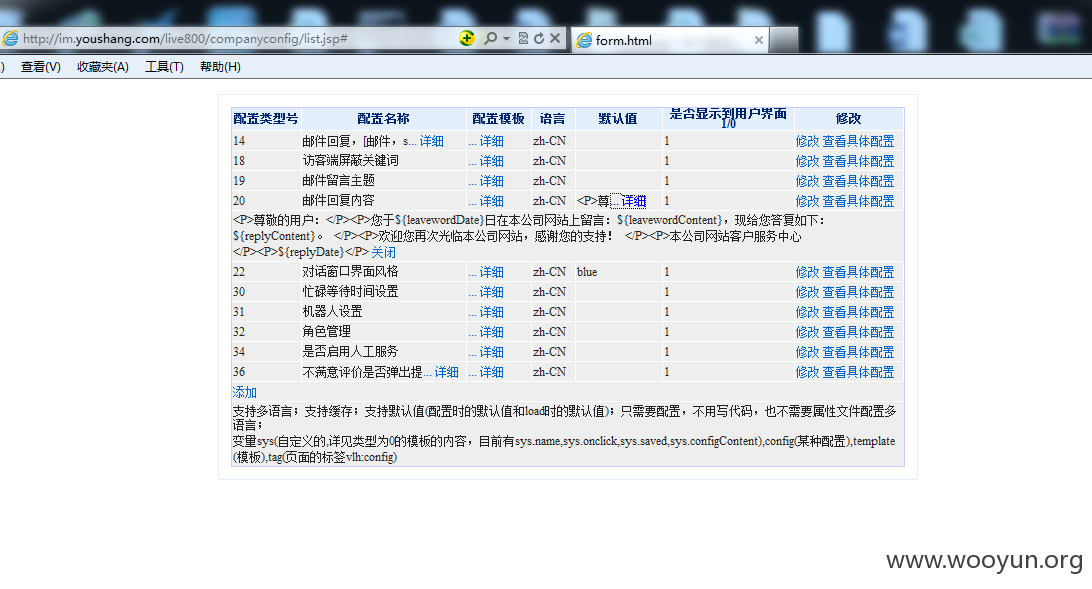 http://im.youshang.com/live800/companyconfig/list.jsp#
form.html
) 查看(V) 收藏夹(A) 工具(T) 帮助(H)
配置类型号 配置名称 配置模板 语言 默认值 是否显示到用户界面 修改
1/0
14 邮件回复，[邮件，s... 详细 ... 详细 zh-CN 1 修改 查看具体配置
18 访客端屏蔽关键词 ... 详细 zh-CN 1 修改 查看具体配置
19 邮件留言主题 ... 详细 zh-CN 1 修改 查看具体配置
20 邮件回复内容 ... 详细 zh-CN <P>尊... 详细 1 修改 查看具体配置
<P>尊敬的用户：</P><P>您于${leavewordDate}日在本公司网站上留言：${leavewordContent}，现给您答复如下：
${replyContent}。 </P><P>欢迎您再次光临本公司网站，感谢您的支持！ </P><P>本公司网站客户服务中心
</P><P>${replyDate}</P> 关闭
22 对话窗口界面风格 ... 详细 zh-CN blue 1 修改 查看具体配置
30 忙碌等待时间设置 ... 详细 zh-CN 1 修改 查看具体配置
31 机器人设置 ... 详细 zh-CN 1 修改 查看具体配置
32 角色管理 ... 详细 zh-CN 1 修改 查看具体配置
34 是否启用人工服务 ... 详细 zh-CN 1 修改 查看具体配置
36 不满意评价是否弹出提... 详细 ... 详细 zh-CN 1 修改 查看具体配置
添加
支持多语言；支持缓存；支持默认值(配置时的默认值和load时的默认值)；只需要配置，不用写代码，也不需要属性文件配置多
语言；
变量sys(自定义的,详见类型为0的模板的内容，目前有sys.name,sys.onclick,sys.saved,sys.configContent),config(某种配置),template
(模板),tag(页面的标签vlh:config)
www.wooyun.org